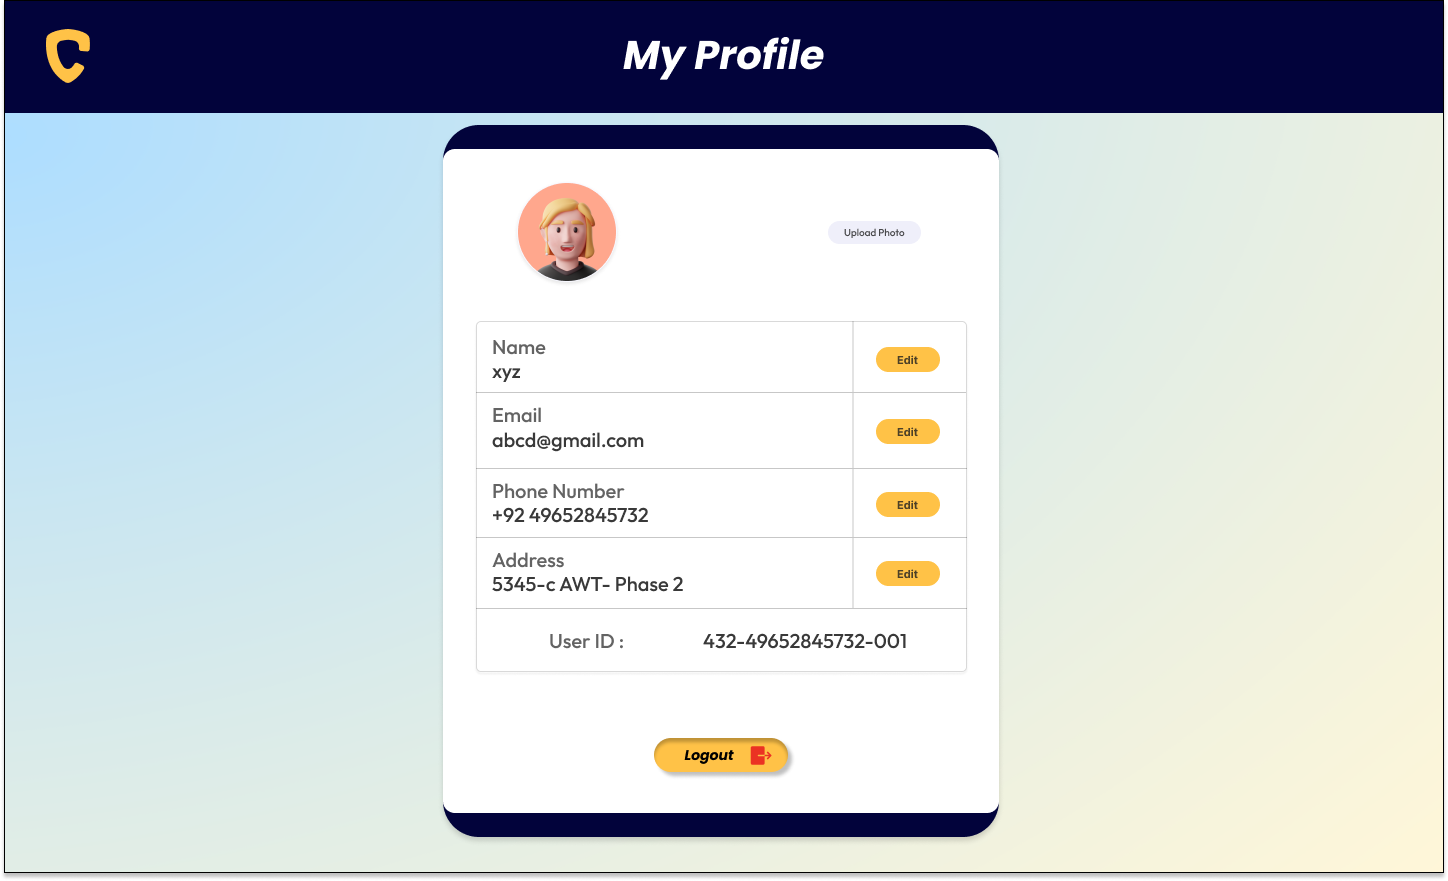 My Profile
Upload Photo
Name
xyz
Edit
Email
abcd@gmail.com
Edit
Phone Number
+92 49652845732
Edit
Address
5345-c AWT- Phase 2
Edit
User ID : 432-49652845732-001
Logout